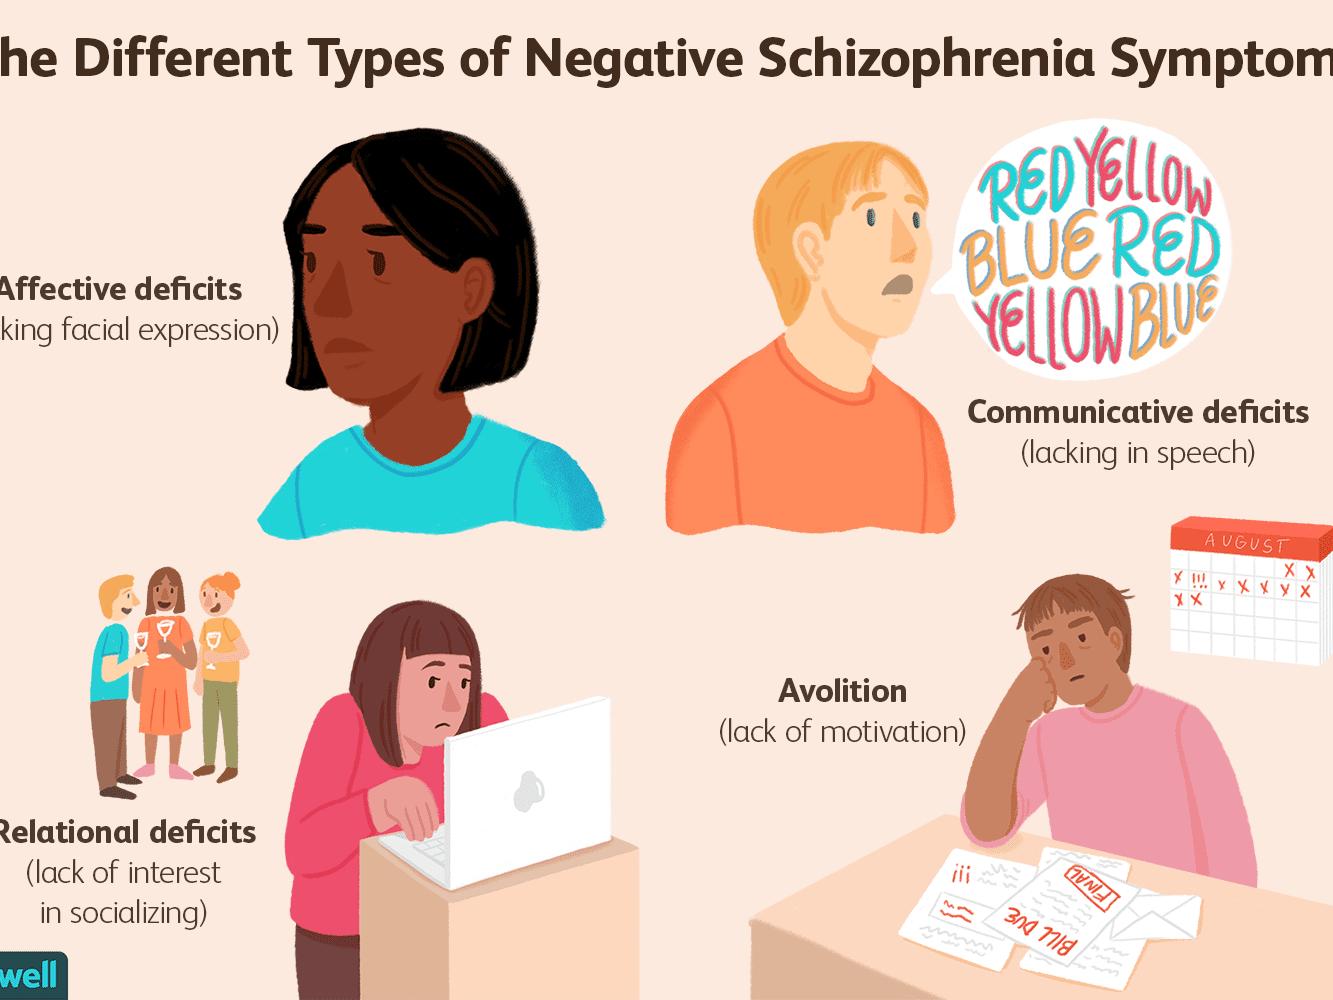 he Different Types of Negative Schizophrenia Symptom
Affective deficits
king facial expression)
RED YELLOW
BLUE RED
YELLOW BLUE
Communicative deficits
(lacking in speech)
AUGUST
X X
X !!! X X X X X
X X
Avolition
(lack of motivation)
Relational deficits
(lack of interest
in socializing)
!!!
FINAL
BILL DUE
well